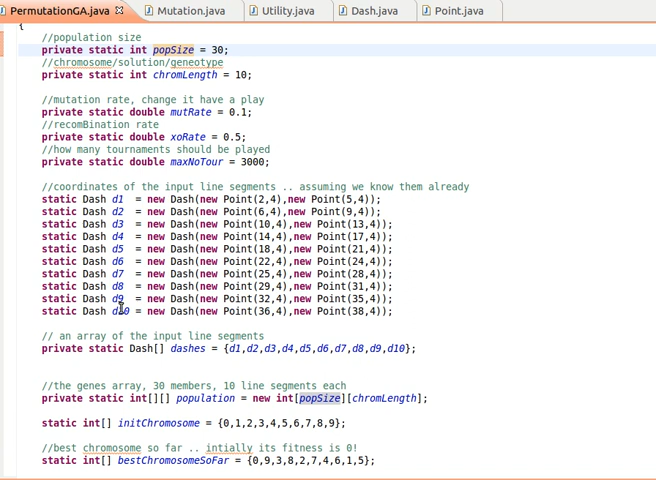 PermutationGA.java Mutation.java Utility.java Dash.java Point.java
{
//population size
private static int popSize = 30;
//chromosome/solution/geneotype
private static int chromLength = 10;
//mutation rate, change it have a play
private static double mutRate = 0.1;
//recomBination rate
private static double xoRate = 0.5;
//how many tournaments should be played
private static double maxNoTour = 3000;
//coordinates of the input line segments .. assuming we know them already
static Dash d1  = new Dash(new Point(2,4),new Point(5,4));
static Dash d2  = new Dash(new Point(6,4),new Point(9,4));
static Dash d3  = new Dash(new Point(10,4),new Point(13,4));
static Dash d4  = new Dash(new Point(14,4),new Point(17,4));
static Dash d5  = new Dash(new Point(18,4),new Point(21,4));
static Dash d6  = new Dash(new Point(22,4),new Point(24,4));
static Dash d7  = new Dash(new Point(25,4),new Point(28,4));
static Dash d8  = new Dash(new Point(29,4),new Point(31,4));
static Dash d9  = new Dash(new Point(32,4),new Point(35,4));
static Dash d10 = new Dash(new Point(36,4),new Point(38,4));
// an array of the input line segments
private static Dash[] dashes = {d1,d2,d3,d4,d5,d6,d7,d8,d9,d10};
//the genes array, 30 members, 10 line segments each
private static int[][] population = new int[popSize][chromLength];
static int[] initChromosome = {0,1,2,3,4,5,6,7,8,9};
//best chromosome so far .. intially its fitness is 0!
static int[] bestChromosomeSoFar = {0,9,3,8,2,7,4,6,1,5};